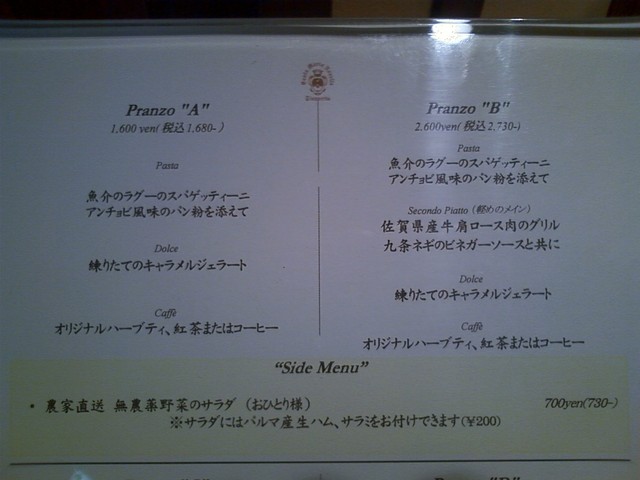 Pranzo "A"
1,600 yen( 税込 1,680- )
Pasta
魚介のラグーのスパゲッティーニ
アンチョビ風味のパン粉を添えて
Dolce
練りたてのキャラメルジェラート
Caffè
オリジナルハーブティ、紅茶またはコーヒー
Pranzo "B"
2,600yen( 税込 2,730-)
Pasta
魚介のラグーのスパゲッティーニ
アンチョビ風味のパン粉を添えて
Secondo Piatto (軽めのメイン)
佐賀県産牛肩ロース肉のグリル
九条ネギのビネガーソースと共に
Dolce
練りたてのキャラメルジェラート
Caffè
オリジナルハーブティ、紅茶またはコーヒー
“Side Menu”
・農家直送 無農薬野菜のサラダ (おひとり様) 700yen(730-)
※サラダにはパルマ産生ハム、サラミをお付けできます(¥200)